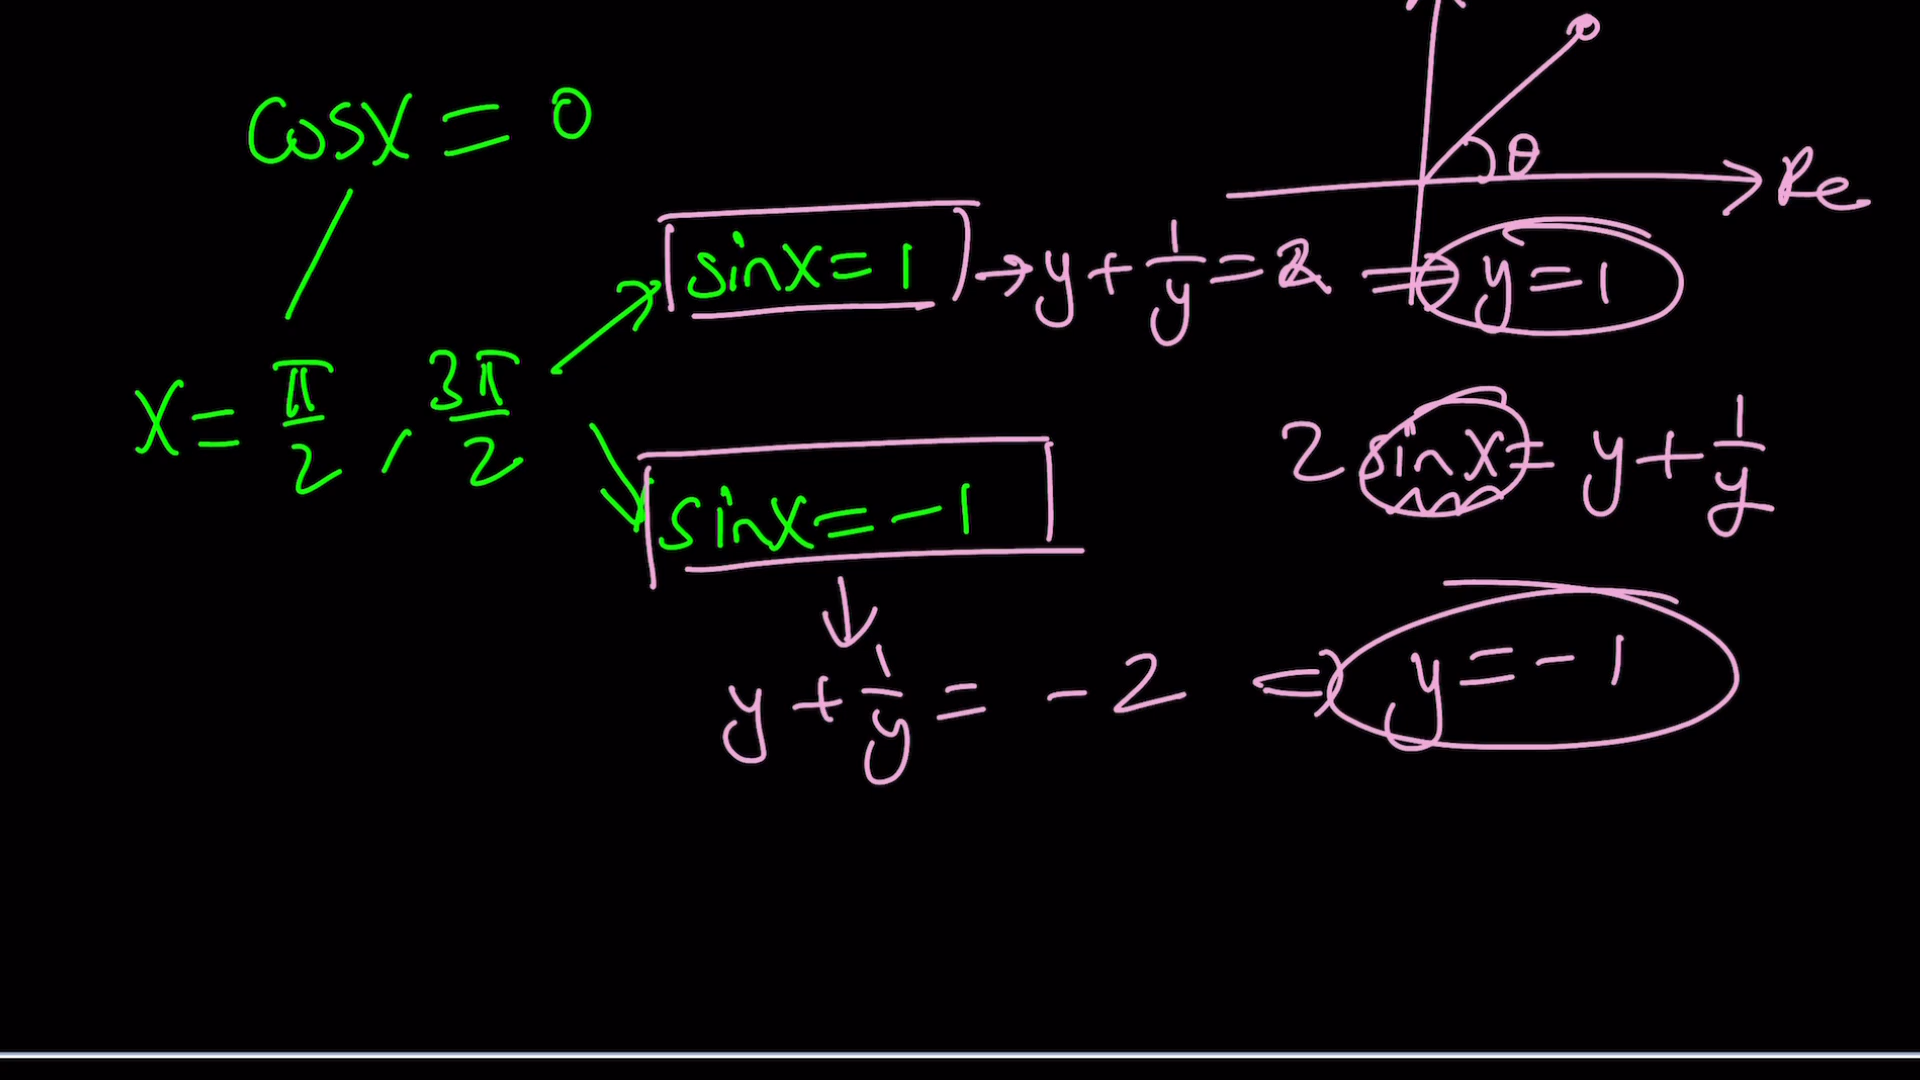 cosx = 0
θ
Re
sinx = 1 → y + 1/y = 2 ⇒ y = 1
x = π/2 , 3π/2
2 sinx = y + 1/y
sinx = -1
y + 1/y = -2 ⇒ y = -1